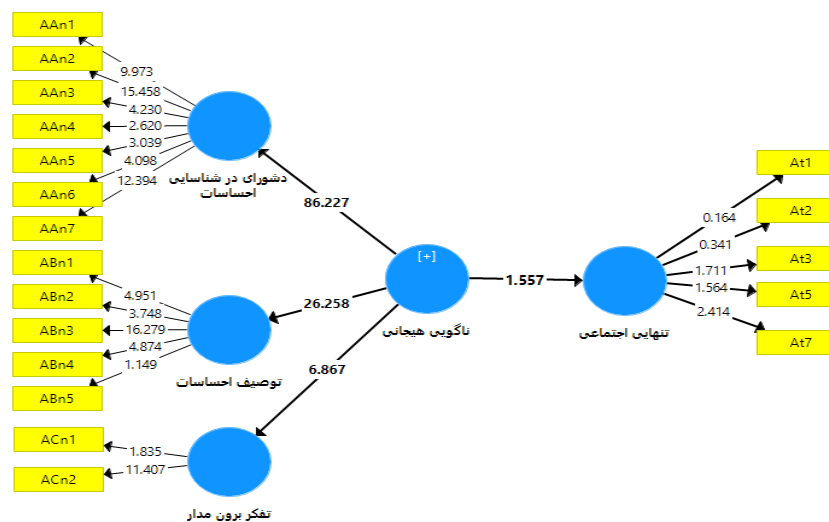 AAn1
AAn2
AAn3
AAn4
AAn5
AAn6
AAn7
9.973
15.458
4.230
2.620
3.039
4.098
12.394
دشورای در شناسایی
احساسات
86.227
ABn1
ABn2
ABn3
ABn4
ABn5
4.951
3.748
16.279
4.874
1.149
توصیف احساسات
26.258
ACn1
ACn2
1.835
11.407
تفکر برون مدار
6.867
[+]
ناگویی هیجانی
1.557
تنهایی اجتماعی
0.164
0.341
1.711
1.564
2.414
At1
At2
At3
At5
At7